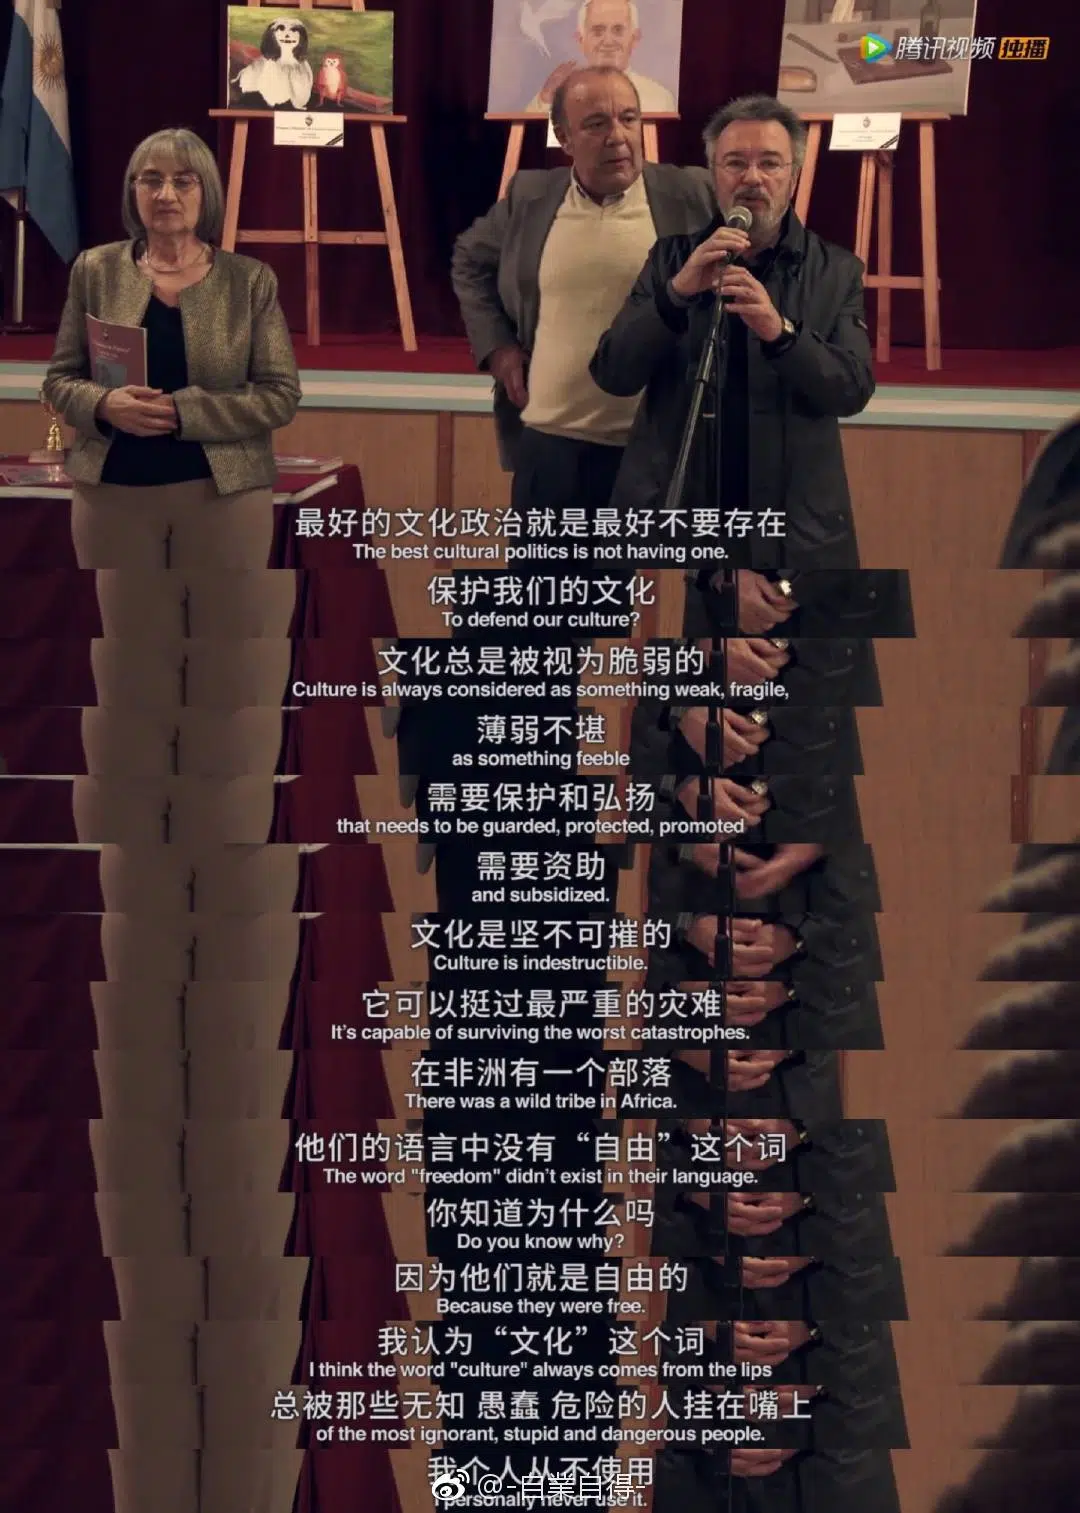 腾讯视频 独播
最好的文化政治就是最好不要存在
The best cultural politics is not having one.
保护我们的文化
To defend our culture?
文化总是被视为脆弱的
Culture is always considered as something weak, fragile,
薄弱不堪
as something feeble
需要保护和弘扬
that needs to be guarded, protected, promoted
需要资助
and subsidized.
文化是坚不可摧的
Culture is indestructible.
它可以挺过最严重的灾难
It's capable of surviving the worst catastrophes.
在非洲有一个部落
There was a wild tribe in Africa.
他们的语言中没有“自由”这个词
The word "freedom" didn't exist in their language.
你知道为什么吗
Do you know why?
因为他们就是自由的
Because they were free.
我认为“文化”这个词
I think the word "culture" always comes from the lips
总被那些无知 愚蠢 危险的人挂在嘴上
of the most ignorant, stupid and dangerous people.
我个人从不使用
@-自業自得-
I personally never use it.